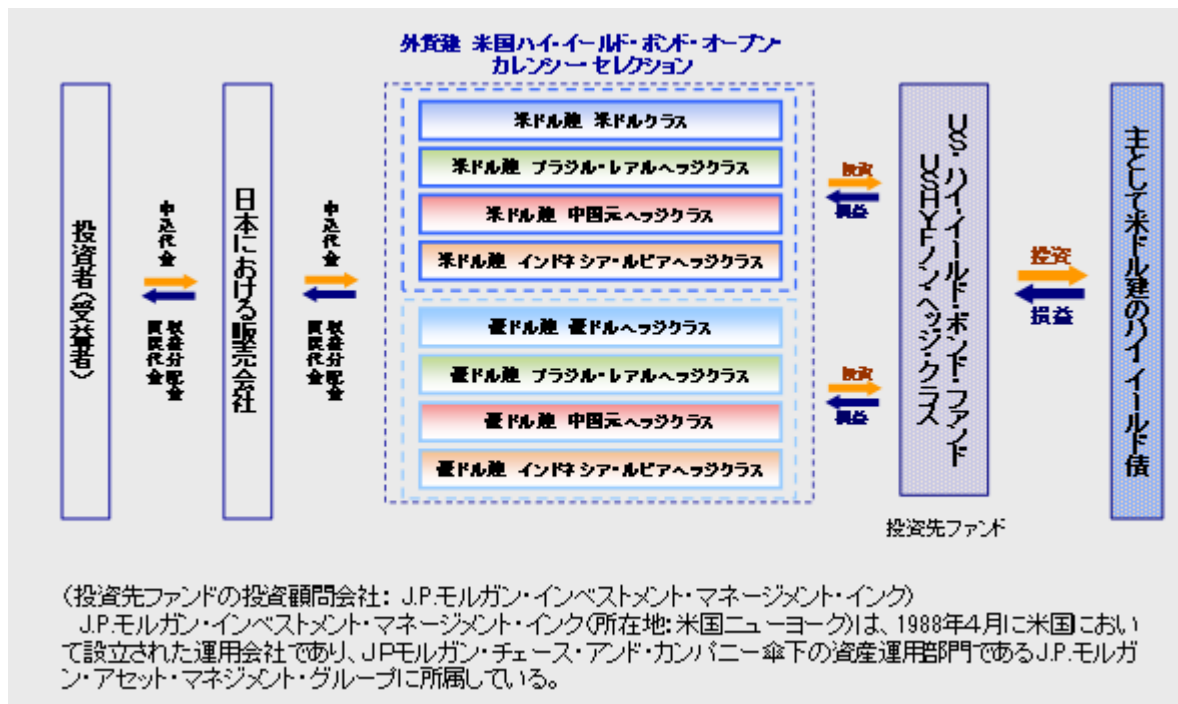 外貨建 米国ハイ・イールド・ボンド・オープン・
カレンシー・セレクション
投資者(受益者)
申込代金
収益分配金
買戻代金
日本における販売会社
申込代金
収益分配金
買戻代金
米ドル建 米ドルクラス
米ドル建 ブラジル・レアルヘッジクラス
米ドル建 中国元ヘッジクラス
米ドル建 インドネシア・ルピアヘッジクラス
豪ドル建 豪ドルヘッジクラス
豪ドル建 ブラジル・レアルヘッジクラス
豪ドル建 中国元ヘッジクラス
豪ドル建 インドネシア・ルピアヘッジクラス
投資
損益
投資
損益
US・ハイ・イールド・ボンド・ファンド
USHYFノン・ヘッジ・クラス
投資先ファンド
投資
損益
主として米ドル建のハイ イールド債
(投資先ファンドの投資顧問会社: J.P.モルガン・インベストメント・マネージメント・インク)
J.P.モルガン・インベストメント・マネージメント・インク(所在地:米国ニューヨーク)は、1988年4月に米国におい
て設立された運用会社であり、JPモルガン・チェース・アンド・カンパニー傘下の資産運用部門であるJ.P.モルガ
ン・アセット・マネジメント・グループに所属している。